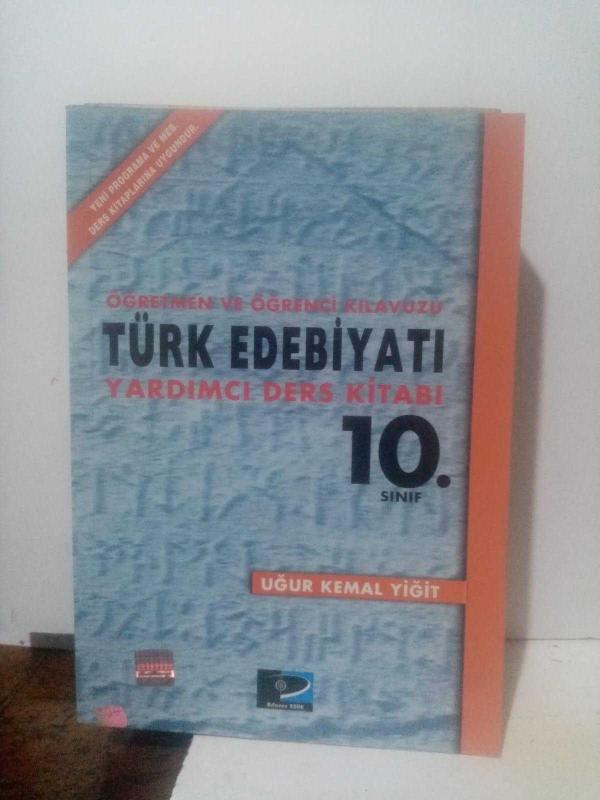 YENİ PROGRAMA VE MEB.
DERS KİTAPLARINA UYGUNDUR.
ÖĞRETMEN VE ÖĞRENCİ KILAVUZU
TÜRK EDEBİYATI
YARDIMCI DERS KİTABI
10.
SINIF
UĞUR KEMAL YİĞİT